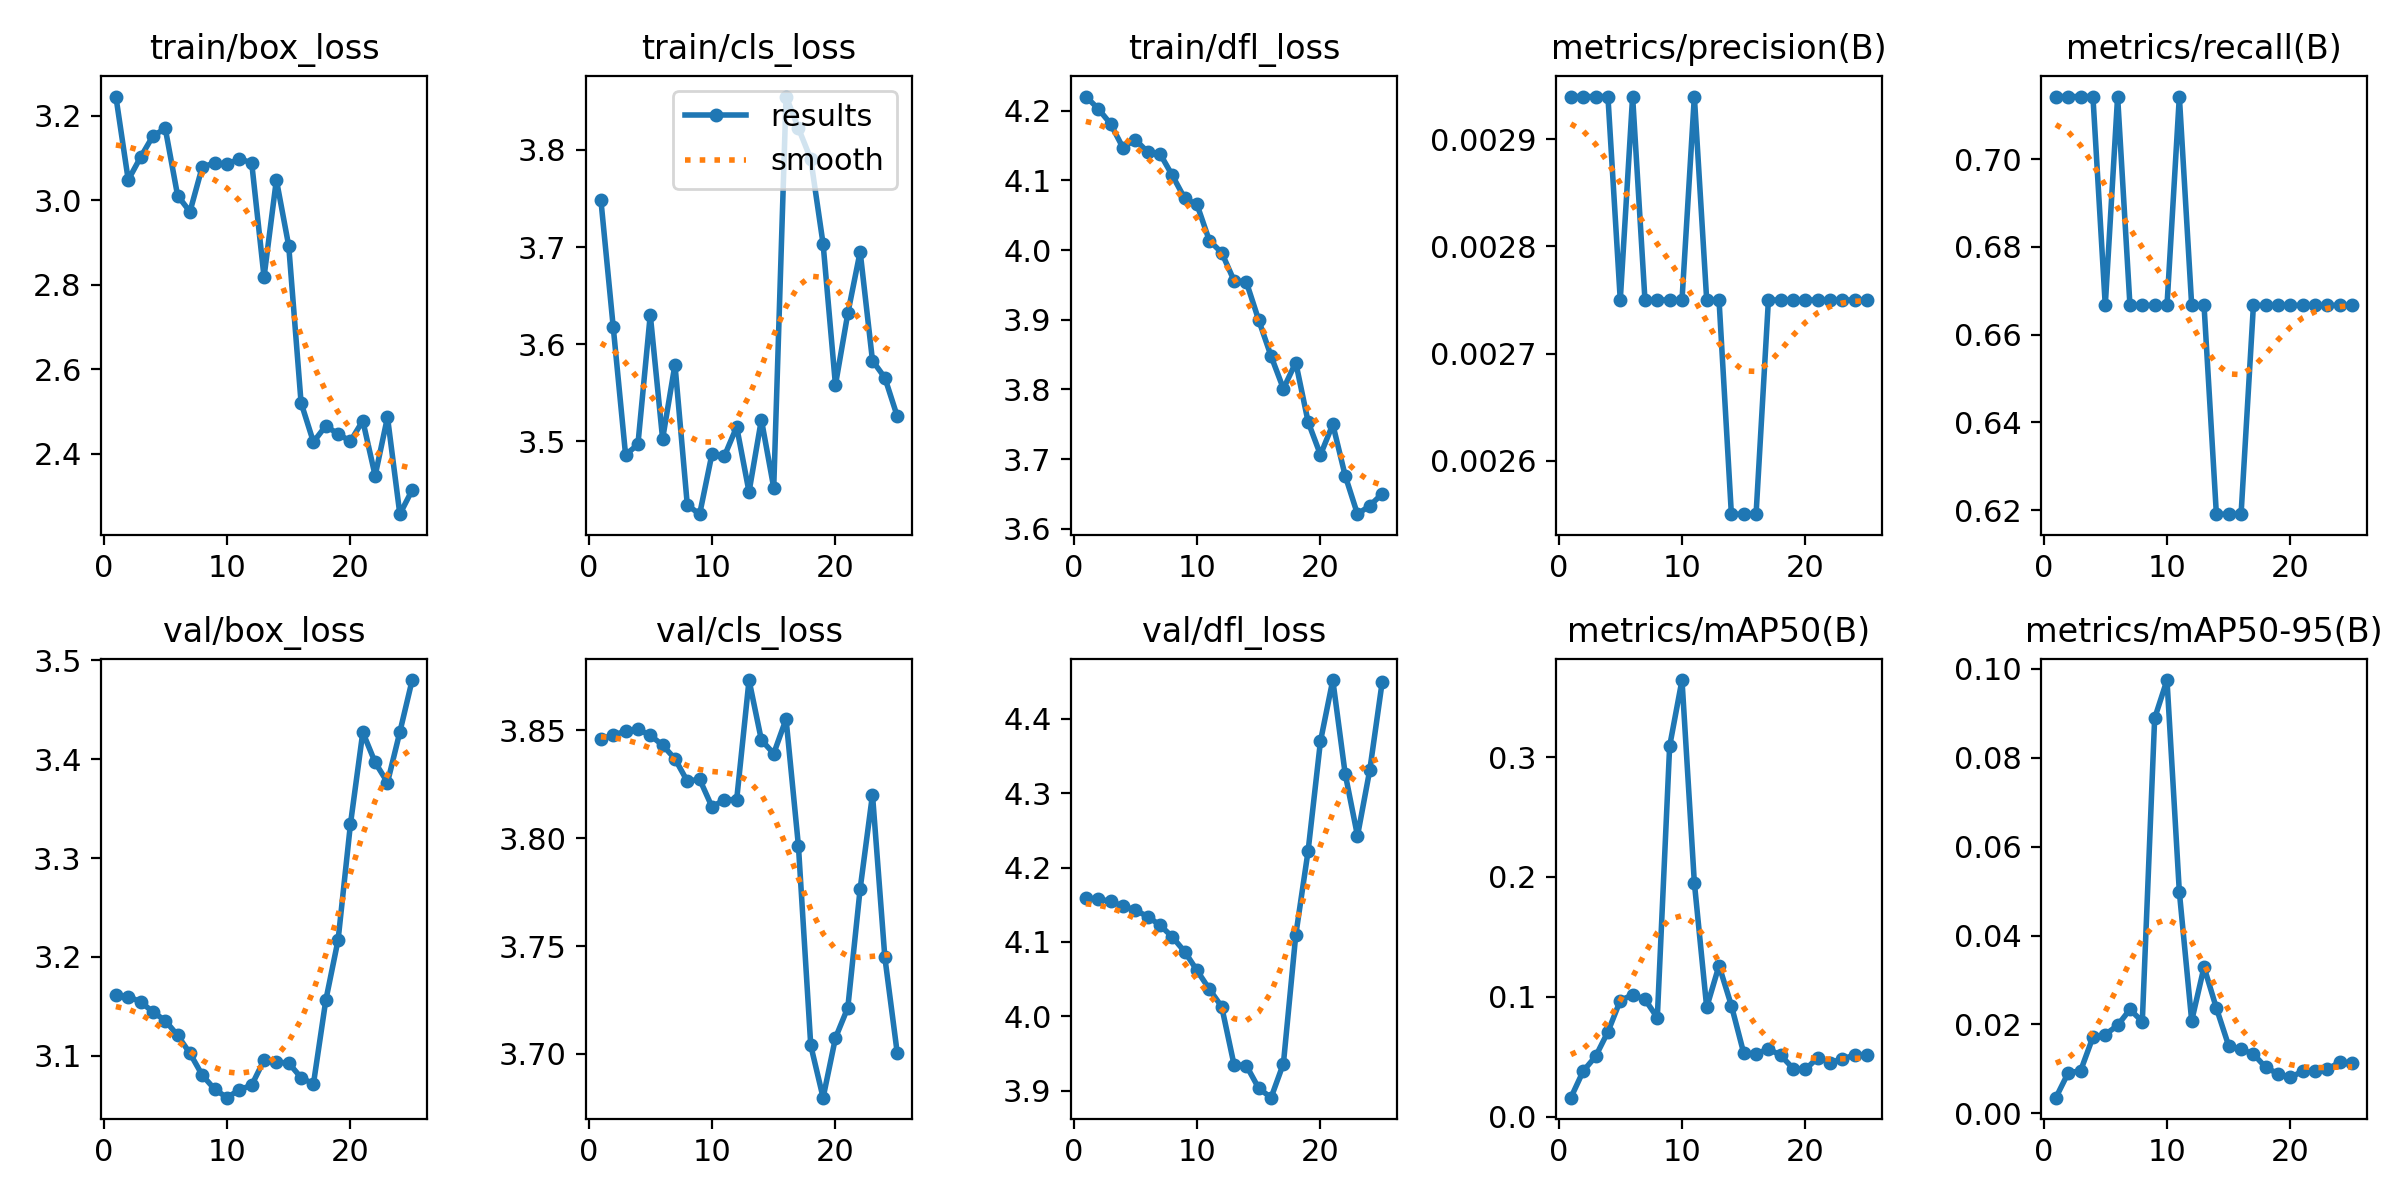 train/box_loss
3.2
3.0
2.8
2.6
2.4
0 10 20
train/cls_loss
results
smooth
3.8
3.7
3.6
3.5
0 10 20
train/dfl_loss
4.2
4.1
4.0
3.9
3.8
3.7
3.6
0 10 20
metrics/precision(B)
0.0029
0.0028
0.0027
0.0026
0 10 20
metrics/recall(B)
0.70
0.68
0.66
0.64
0.62
0 10 20
val/box_loss
3.5
3.4
3.3
3.2
3.1
0 10 20
val/cls_loss
3.85
3.80
3.75
3.70
0 10 20
val/dfl_loss
4.4
4.3
4.2
4.1
4.0
3.9
0 10 20
metrics/mAP50(B)
0.3
0.2
0.1
0.0
0 10 20
metrics/mAP50-95(B)
0.10
0.08
0.06
0.04
0.02
0.00
0 10 20